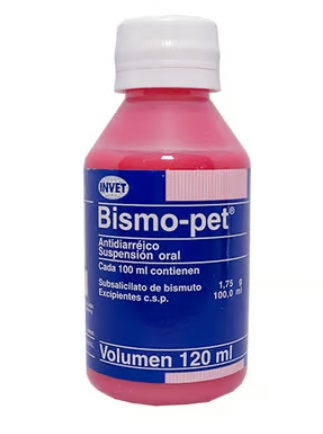 INVET
Bismo-pet®
Antidiarréico
Suspensión oral
Cada 100 ml contienen
Subsalicilato de bismuto 1,75 g
Excipientes c.s.p. 100,0 ml
Volumen 120 ml